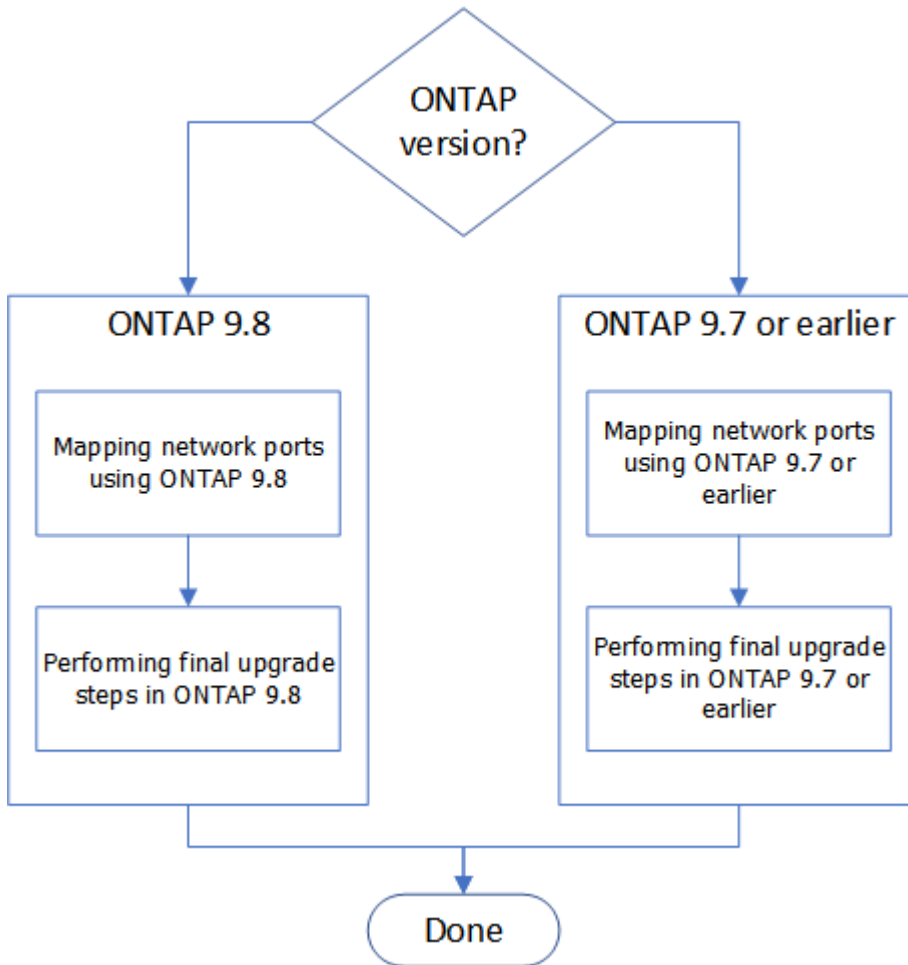 ONTAP
version?
ONTAP 9.8
Mapping network ports
using ONTAP 9.8
Performing final upgrade
steps in ONTAP 9.8
ONTAP 9.7 or earlier
Mapping network ports
using ONTAP 9.7 or
earlier
Performing final upgrade
steps in ONTAP 9.7 or
earlier
Done